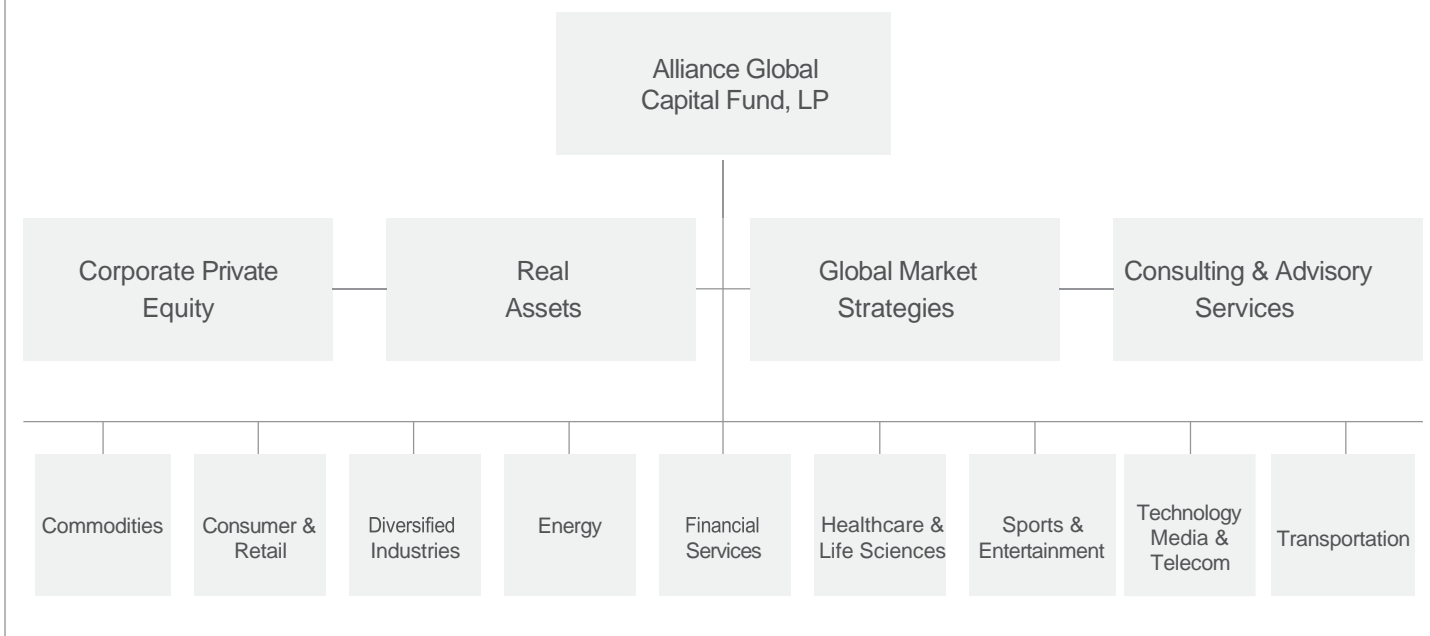 Alliance Global
Capital Fund, LP
Corporate Private
Equity
Real
Assets
Global Market
Strategies
Consulting & Advisory
Services
Commodities
Consumer &
Retail
Diversified
Industries
Energy
Financial
Services
Healthcare &
Life Sciences
Sports &
Entertainment
Technology
Media &
Telecom
Transportation